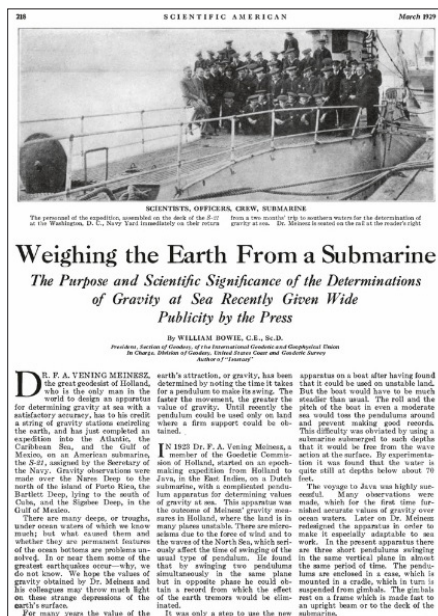 218
SCIENTIFIC AMERICAN
March 1929
SCIENTISTS, OFFICERS, CREW, SUBMARINE
The personnel of the expedition, assembled on the deck of the S-21
at the Washington, D. C., Navy Yard immediately on their return
from a two months' trip to southern waters for the determination
of gravity at sea. Dr. Meinesz is seated on the rail at the reader's right
Weighing the Earth From a Submarine
The Purpose and Scientific Significance of the Determinations
of Gravity at Sea Recently Given Wide
Publicity by the Press
By WILLIAM BOWIE, C.E., Sc.D.
President, Section of Geodesy, of the International Geodetic and Geophysical Union
In Charge, Division of Geodesy, United States Coast and Geodetic Survey
Author of "Isostasy"
DR. F. A. VENING MEINESZ,
the great geodesist of Holland,
who is the only man in the
world to design an apparatus
for determining gravity at sea with a
satisfactory accuracy, has to his credit
a string of gravity stations encircling
the earth, and has just completed an
expedition into the Atlantic, the
Caribbean Sea, and the Gulf of
Mexico, on an American submarine,
the S-21, assigned by the Secretary of
the Navy. Gravity observations were
made over the Nares Deep to the
north of the island of Porto Rico, the
Bartlett Deep, lying to the south of
Cuba, and the Sigsbee Deep, in the
Gulf of Mexico.
There are many deeps, or troughs,
under ocean waters of which we know
much; but what caused them and
whether they are permanent features
of the ocean bottoms are problems un-
solved. In or near them some of the
greatest earthquakes occur—why, we
do not know. We hope the values of
gravity obtained by Dr. Meinesz and
his colleagues may throw much light
on these strange depressions of the
earth's surface.
For many years the value of the
earth's attraction, or gravity, has been
determined by noting the time it takes
for a pendulum to make its swing. The
faster the movement, the greater the
value of gravity. Until recently the
pendulum could be used only on land
where a firm support could be ob-
tained.
IN 1923 Dr. F. A. Vening Meinesz, a
member of the Geodetic Commis-
sion of Holland, started on an epoch-
making expedition from Holland to
Java, in the East Indies, on a Dutch
submarine, with a complicated pendu-
lum apparatus for determining values
of gravity at sea. This apparatus was
the outcome of Meinesz' gravity mea-
sures in Holland, where the land is in
many places unstable. There are micro-
seisms due to the force of wind and to
the waves of the North Sea, which seri-
ously affect the time of swinging of the
usual type of pendulum. He found
that by swinging two pendulums
simultaneously in the same plane
but in opposite phase he could ob-
tain a record from which the effect
of the earth tremors would be elim-
inated.
It was only a step to use the new
apparatus on a boat after having found
that it could be used on unstable land.
But the boat would have to be much
steadier than usual. The roll and the
pitch of the boat in even a moderate
sea would toss the pendulums around
and prevent making good records.
This difficulty was obviated by using a
submarine submerged to such depths
that it would be free from the wave
action at the surface. By experimenta-
tion it was found that the water is
quite still at depths below about 70
feet.
The voyage to Java was highly suc-
cessful. Many observations were
made, which for the first time fur-
nished accurate values of gravity over
ocean waters. Later on Dr. Meinesz
redesigned the apparatus in order to
make it especially adaptable to sea
work. In the present apparatus there
are three short pendulums swinging
in the same vertical plane in almost
the same period of time. The pendu-
lums are enclosed in a case, which is
mounted in a cradle, which in turn is
suspended from gimbals. The gimbals
rest on a frame which is made fast to
an upright beam or to the deck of the
submarine.